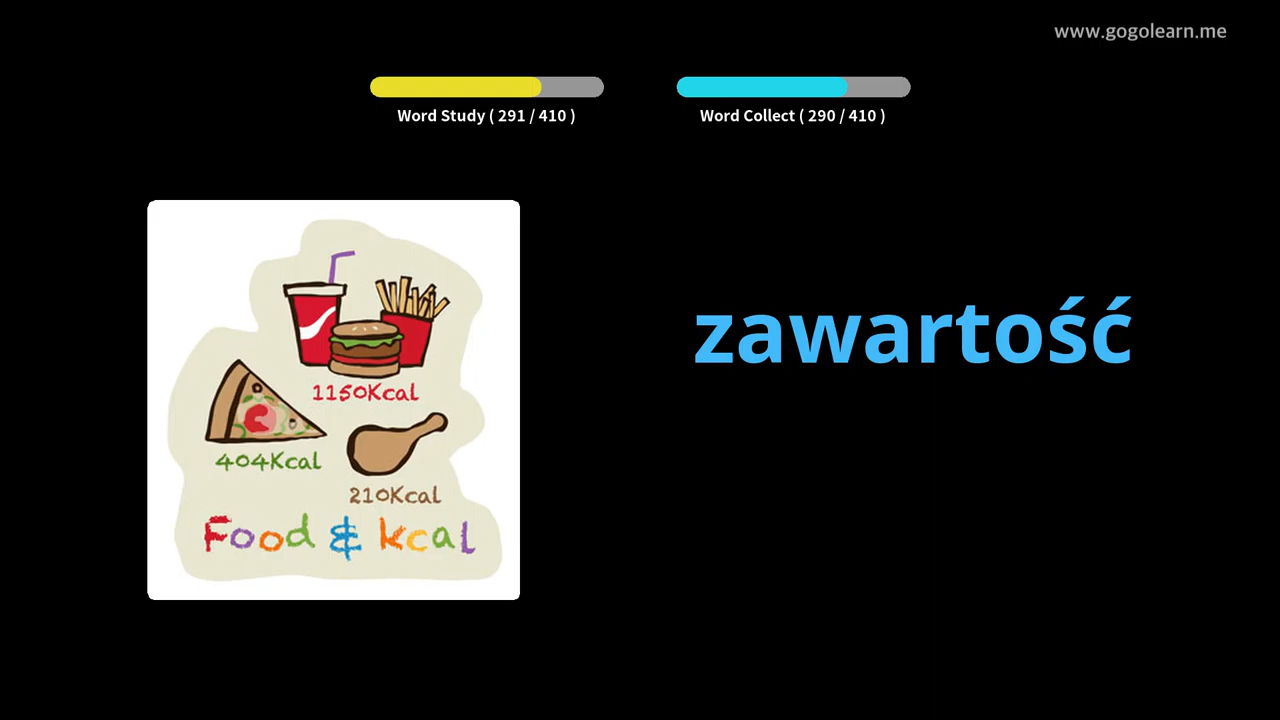 www.gogolearn.me
Word Study ( 291 / 410 )
Word Collect ( 290 / 410 )
zawartość
1150Kcal
404Kcal
210Kcal
Food & kcal